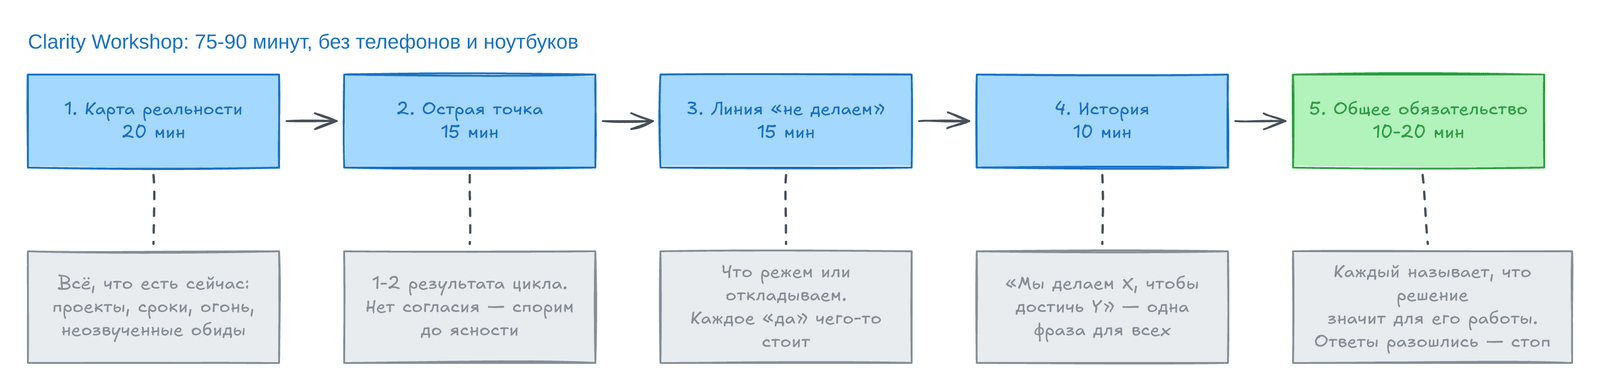 Clarity Workshop: 75-90 минут, без телефонов и ноутбуков
1. Карта реальности
20 мин
2. Острая точка
15 мин
3. Линия «не делаем»
15 мин
4. История
10 мин
5. Общее обязательство
10-20 мин
Всё, что есть сейчас:
проекты, сроки, огонь,
неозвученные обиды
1-2 результата цикла.
Нет согласия — спорим
до ясности
Что режем или
откладываем.
Каждое «да» чего-то
стоит
«Мы делаем X, чтобы
достичь Y» — одна
фраза для всех
Каждый называет, что
решение
значит для его работы.
Ответы разошлись — стоп